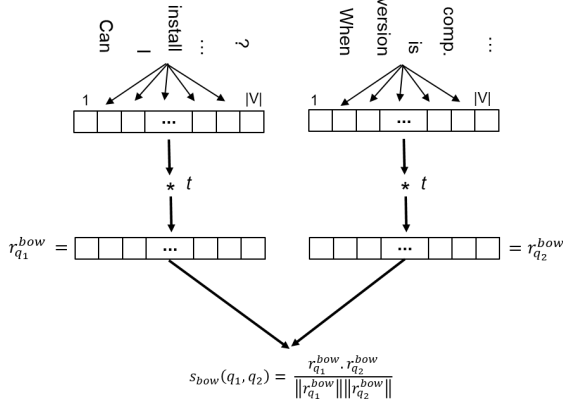 Can I install … ?
When version is comp. …
1 |V|
1 |V|
...
...
* t
* t
r_{q_1}^{bow} = ...
... = r_{q_2}^{bow}
s_{bow}(q_1, q_2) = \frac{r_{q_1}^{bow} . r_{q_2}^{bow}}{\|r_{q_1}^{bow}\| \|r_{q_2}^{bow}\|}